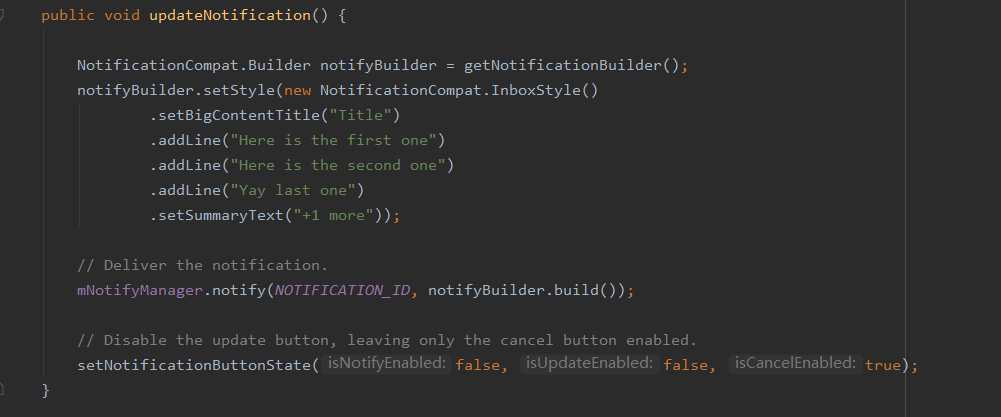 public void updateNotification() {
NotificationCompat.Builder notifyBuilder = getNotificationBuilder();
notifyBuilder.setStyle(new NotificationCompat.InboxStyle()
.setBigContentTitle("Title")
.addLine("Here is the first one")
.addLine("Here is the second one")
.addLine("Yay last one")
.setSummaryText("+1 more"));
// Deliver the notification.
mNotifyManager.notify(NOTIFICATION_ID, notifyBuilder.build());
// Disable the update button, leaving only the cancel button enabled.
setNotificationButtonState( isNotifyEnabled: false, isUpdateEnabled: false, isCancelEnabled: true);
}